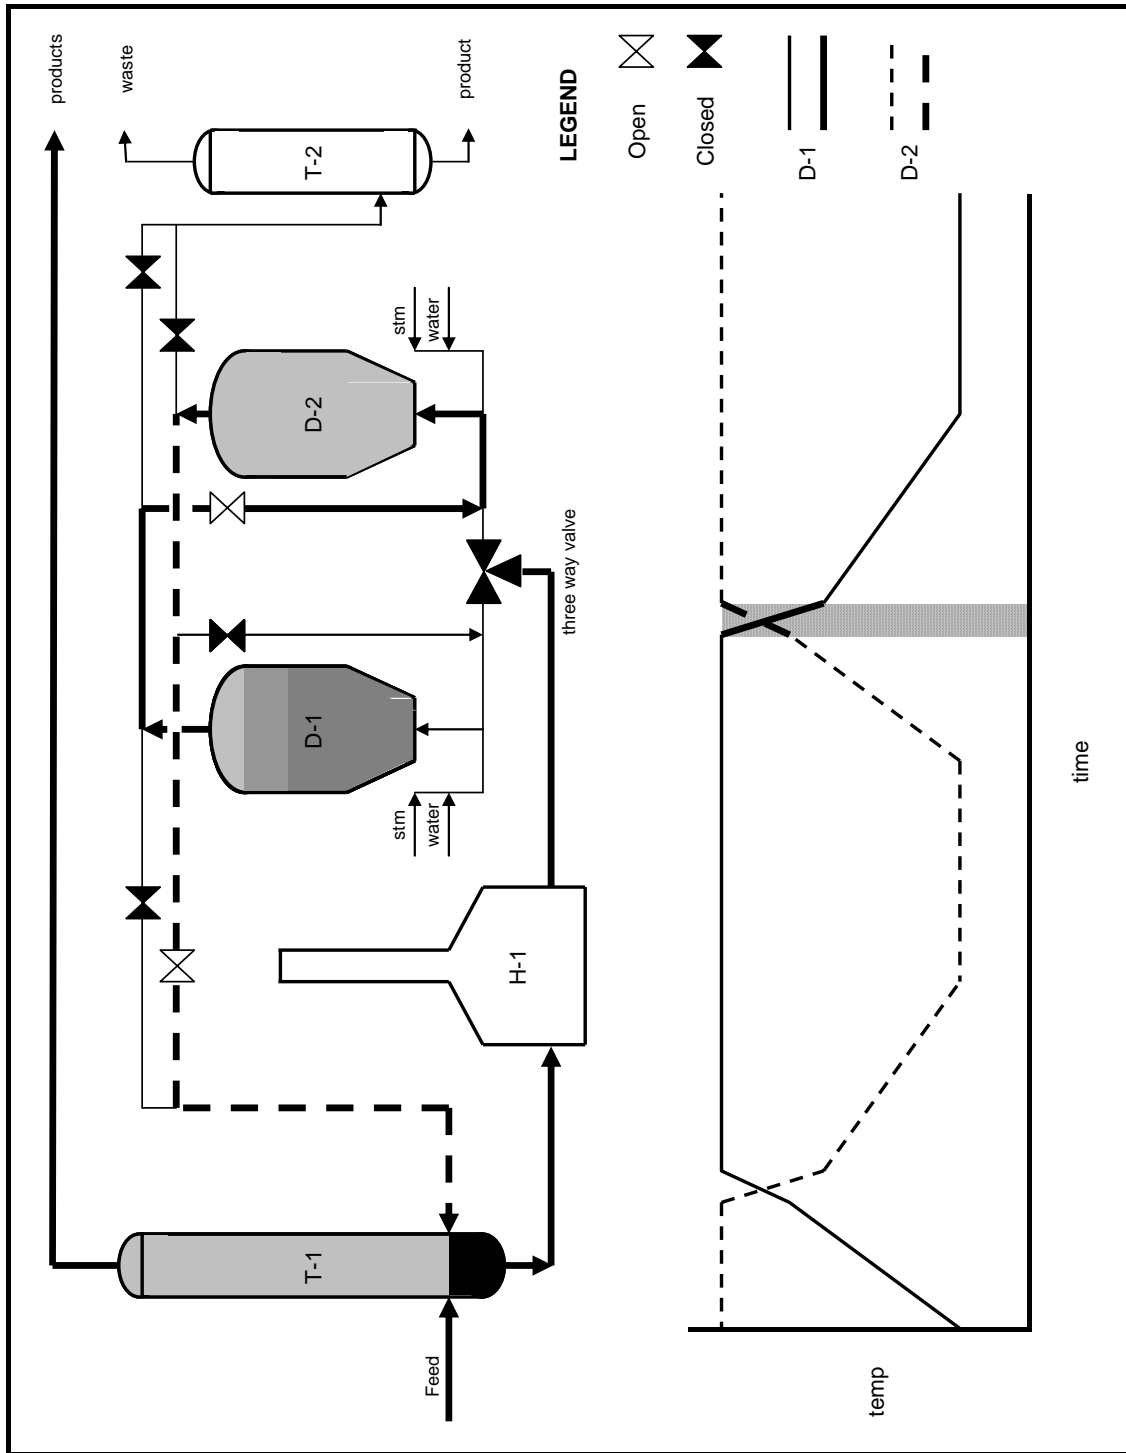 products
waste
product
T-2
LEGEND
Open
Closed
D-1
D-2
stm
water
D-2
three way valve
D-1
stm
water
H-1
T-1
Feed
time
temp